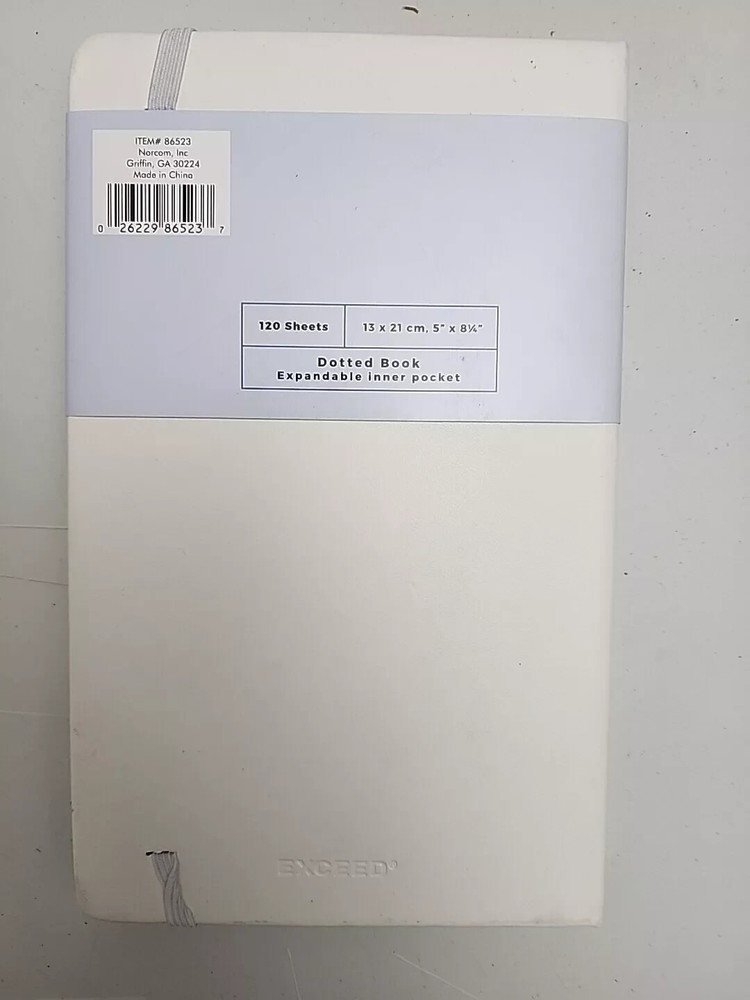 ITEM# 86523
Norcom, Inc
Griffin, GA 30224
Made in China
0 26229 86523 7
120 Sheets
13 x 21 cm, 5" x 8¼"
Dotted Book
Expandable inner pocket
EXCEED®